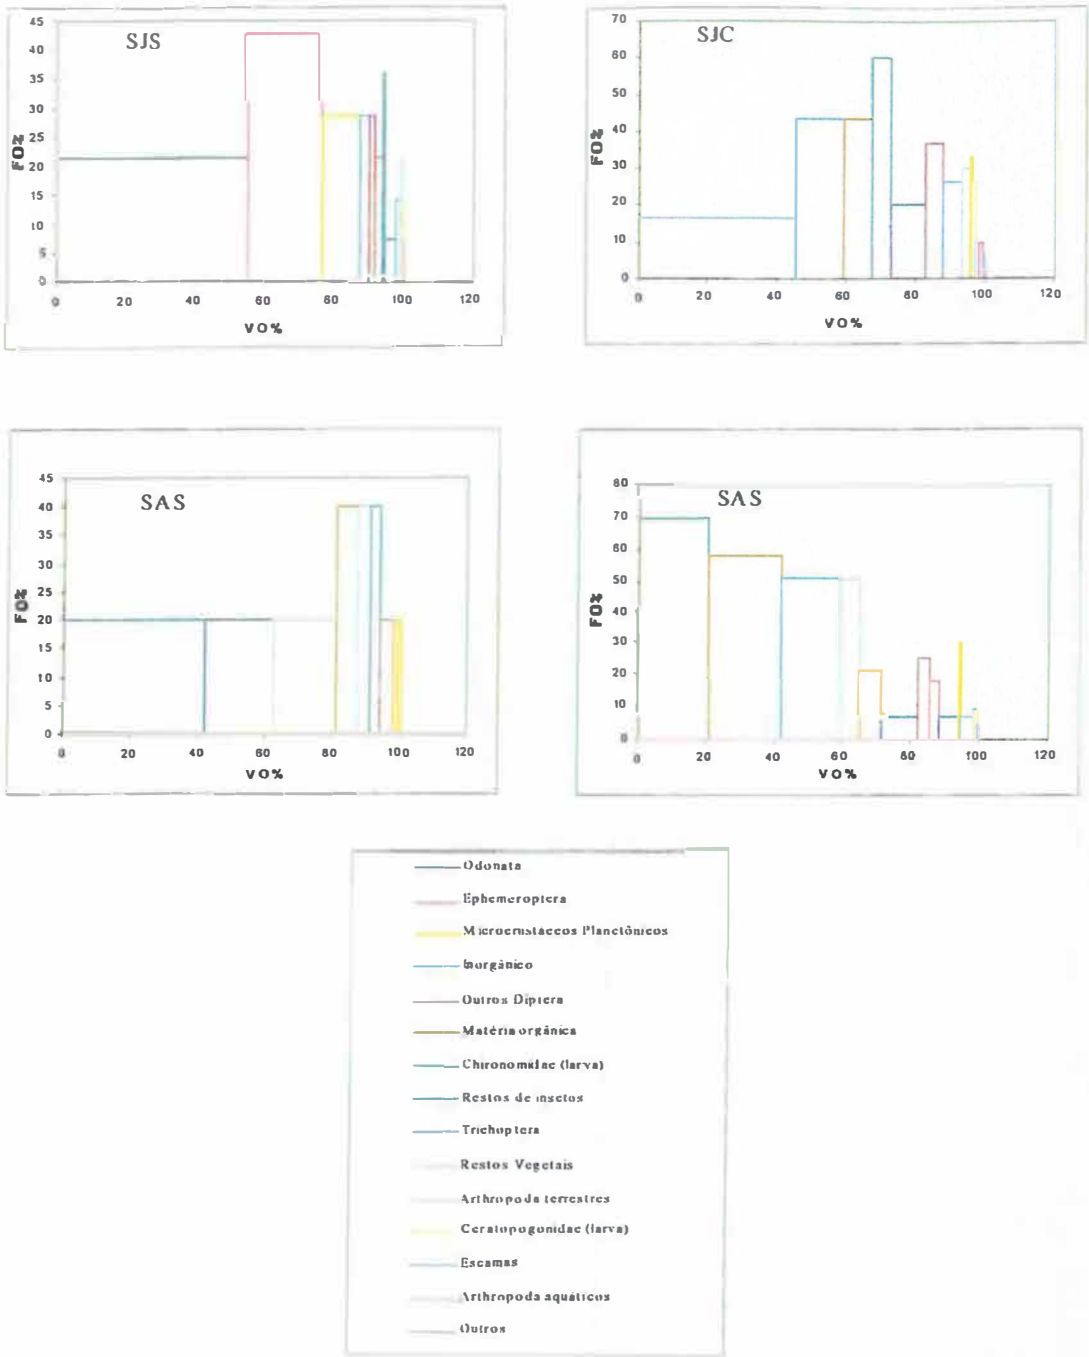 SJS
45
40
35
30
25
20
15
10
5
0
FO%
0 20 40 60 80 100 120
VO%
SJC
70
60
50
40
30
20
10
0
FO%
0 20 40 60 80 100 120
VO%
SAS
45
40
35
30
25
20
15
10
5
0
FO%
0 20 40 60 80 100 120
VO%
SAS
80
70
60
50
40
30
20
10
0
FO%
0 20 40 60 80 100 120
VO%
Odonata
Ephemeroptera
Microcrustáceos Planctônicos
Inorgânico
Outros Diptera
Matéria orgânica
Chironomidae (larva)
Restos de insetos
Trichoptera
Restos Vegetais
Arthropoda terrestres
Ceratopogonidae (larva)
Escamas
Arthropoda aquáticos
Outros